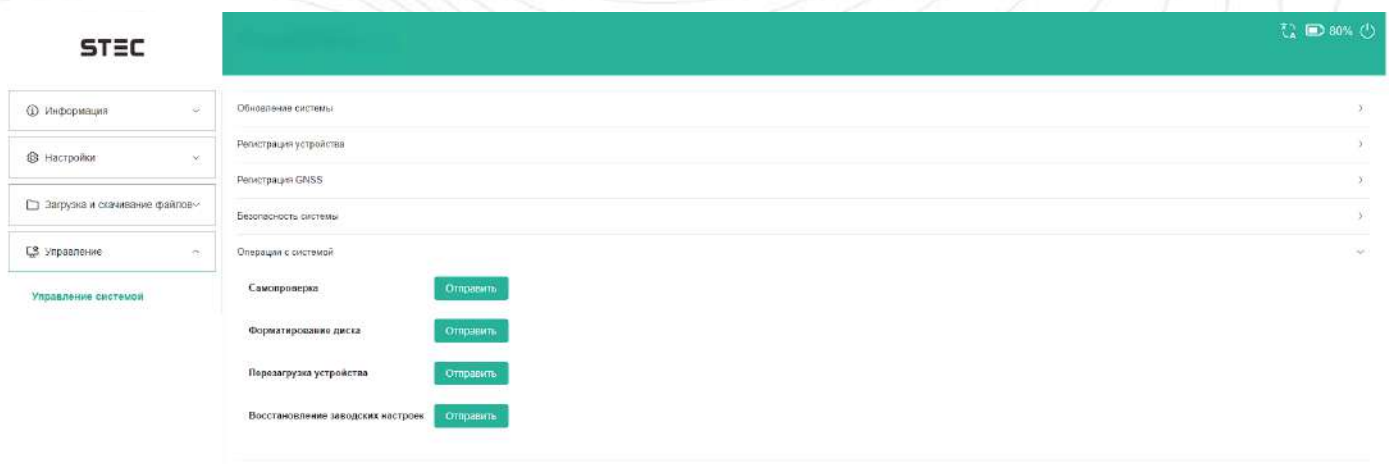 STEC
80%
Информация
Настройки
Загрузка и скачивание файлов
Управление
Управление системой
Обновление системы
Регистрация устройства
Регистрация GNSS
Безопасность системы
Операции с системой
Самопроверка Отправить
Форматирование диска Отправить
Перезагрузка устройства Отправить
Восстановление заводских настроек Отправить